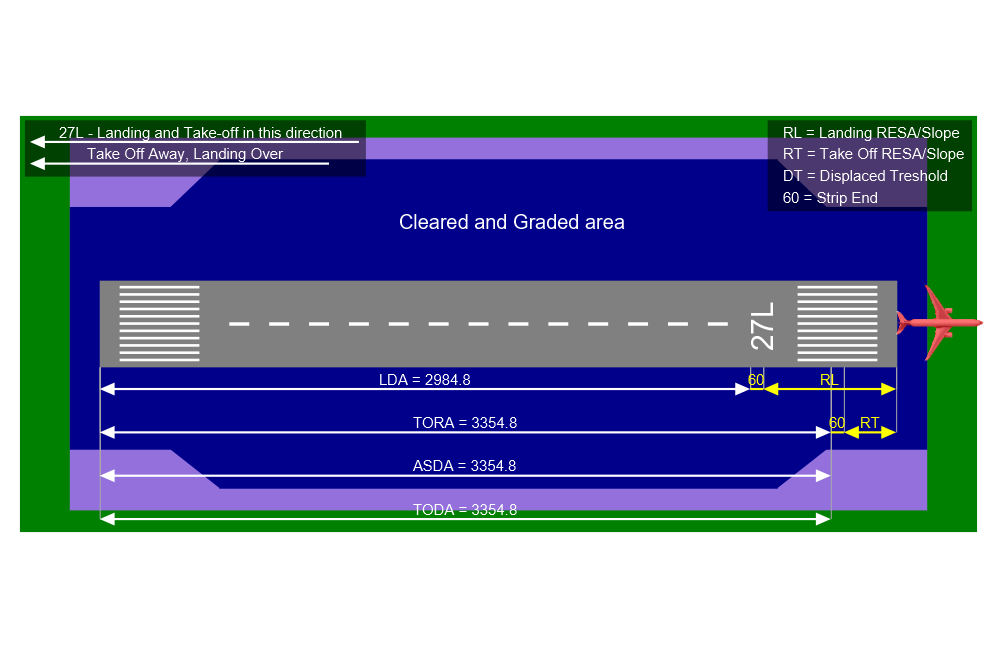 27L - Landing and Take-off in this direction
Take Off Away, Landing Over
RL = Landing RESA/Slope
RT = Take Off RESA/Slope
DT = Displaced Treshold
60 = Strip End
Cleared and Graded area
27L
LDA = 2984.8
60
RL
TORA = 3354.8
60
RT
ASDA = 3354.8
TODA = 3354.8